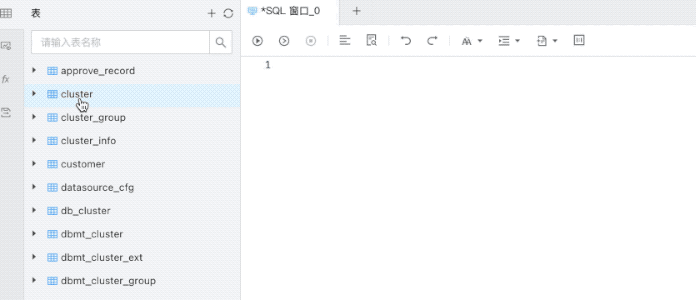 表
*SQL 窗口_0
请输入表名称
fx
approve_record
cluster
cluster_group
cluster_info
customer
datasource_cfg
db_cluster
dbmt_cluster
dbmt_cluster_ext
dbmt_cluster_group
1